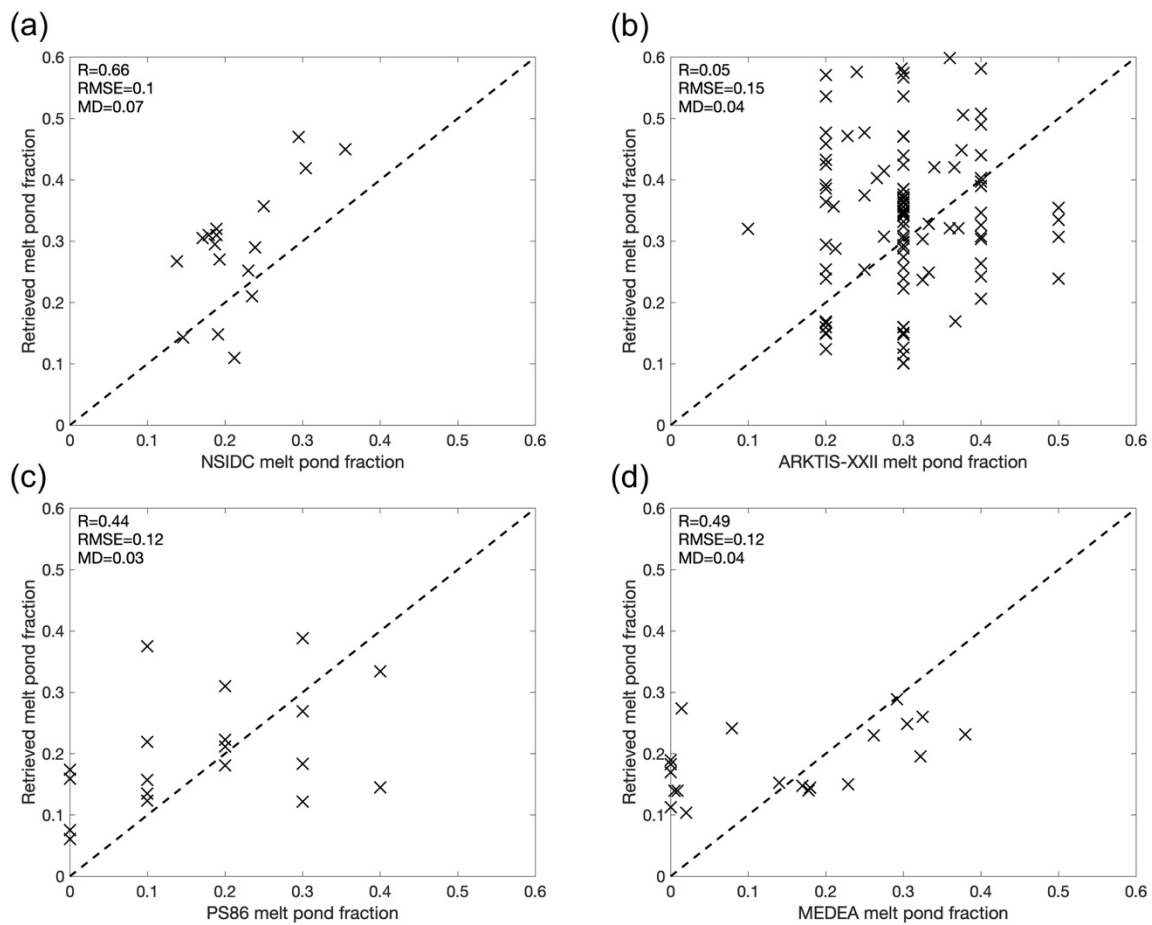 (a)
R=0.66
RMSE=0.1
MD=0.07
Retrieved melt pond fraction
0.6
0.5
0.4
0.3
0.2
0.1
0
0 0.1 0.2 0.3 0.4 0.5 0.6
NSIDC melt pond fraction
(b)
R=0.05
RMSE=0.15
MD=0.04
Retrieved melt pond fraction
0.6
0.5
0.4
0.3
0.2
0.1
0
0 0.1 0.2 0.3 0.4 0.5 0.6
ARKTIS-XXII melt pond fraction
(c)
R=0.44
RMSE=0.12
MD=0.03
Retrieved melt pond fraction
0.6
0.5
0.4
0.3
0.2
0.1
0
0 0.1 0.2 0.3 0.4 0.5 0.6
PS86 melt pond fraction
(d)
R=0.49
RMSE=0.12
MD=0.04
Retrieved melt pond fraction
0.6
0.5
0.4
0.3
0.2
0.1
0
0 0.1 0.2 0.3 0.4 0.5 0.6
MEDEA melt pond fraction